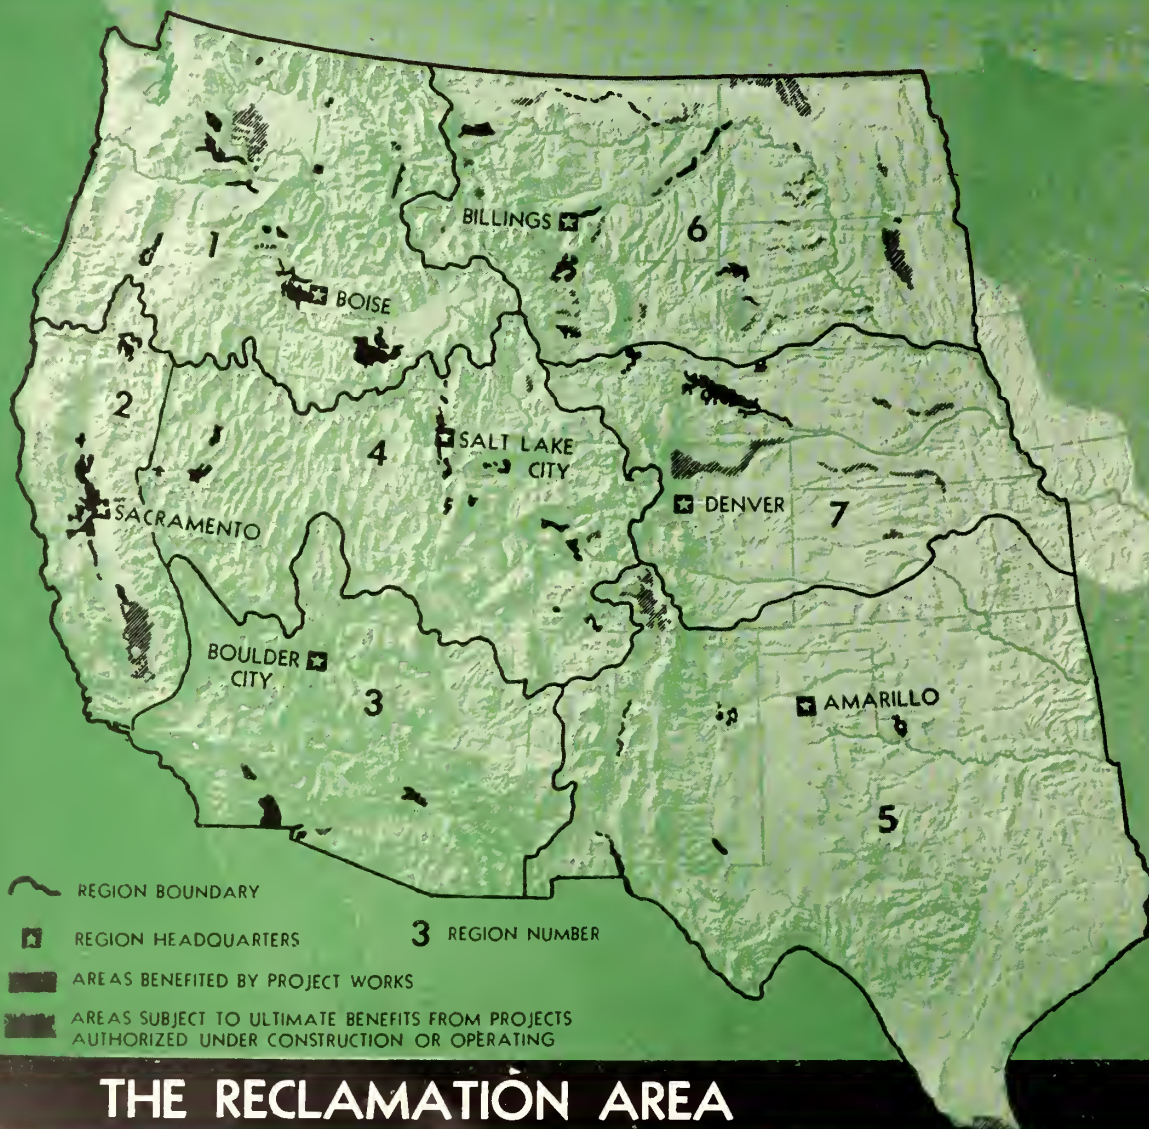 BILLINGS
6
1
BOISE
2
4
SALT LAKE
CITY
SACRAMENTO
DENVER
7
BOULDER
CITY
3
AMARILLO
5
REGION BOUNDARY
REGION HEADQUARTERS
3 REGION NUMBER
AREAS BENEFITED BY PROJECT WORKS
AREAS SUBJECT TO ULTIMATE BENEFITS FROM PROJECTS
AUTHORIZED UNDER CONSTRUCTION OR OPERATING
THE RECLAMATION AREA